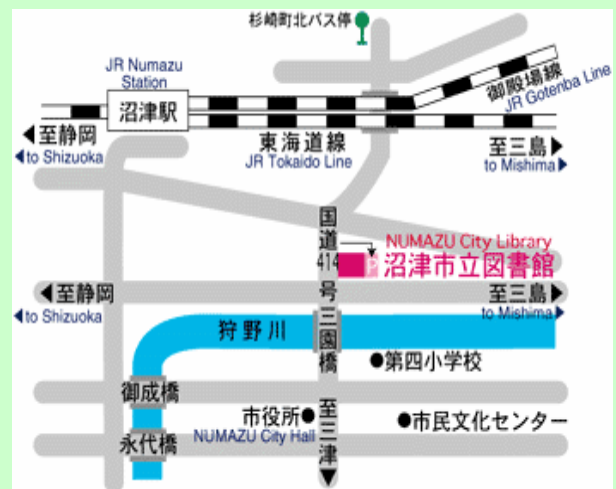 杉崎町北バス停
JR Numazu
Station
沼津駅
御殿場線
JR Gotenba Line
至静岡
to Shizuoka
東海道線
JR Tokaido Line
至三島
to Mishima
国道414号
NUMAZU City Library
P
沼津市立図書館
至静岡
to Shizuoka
至三島
to Mishima
狩野川
三園橋
第四小学校
御成橋
市役所
NUMAZU City Hall
至三津
市民文化センター
永代橋